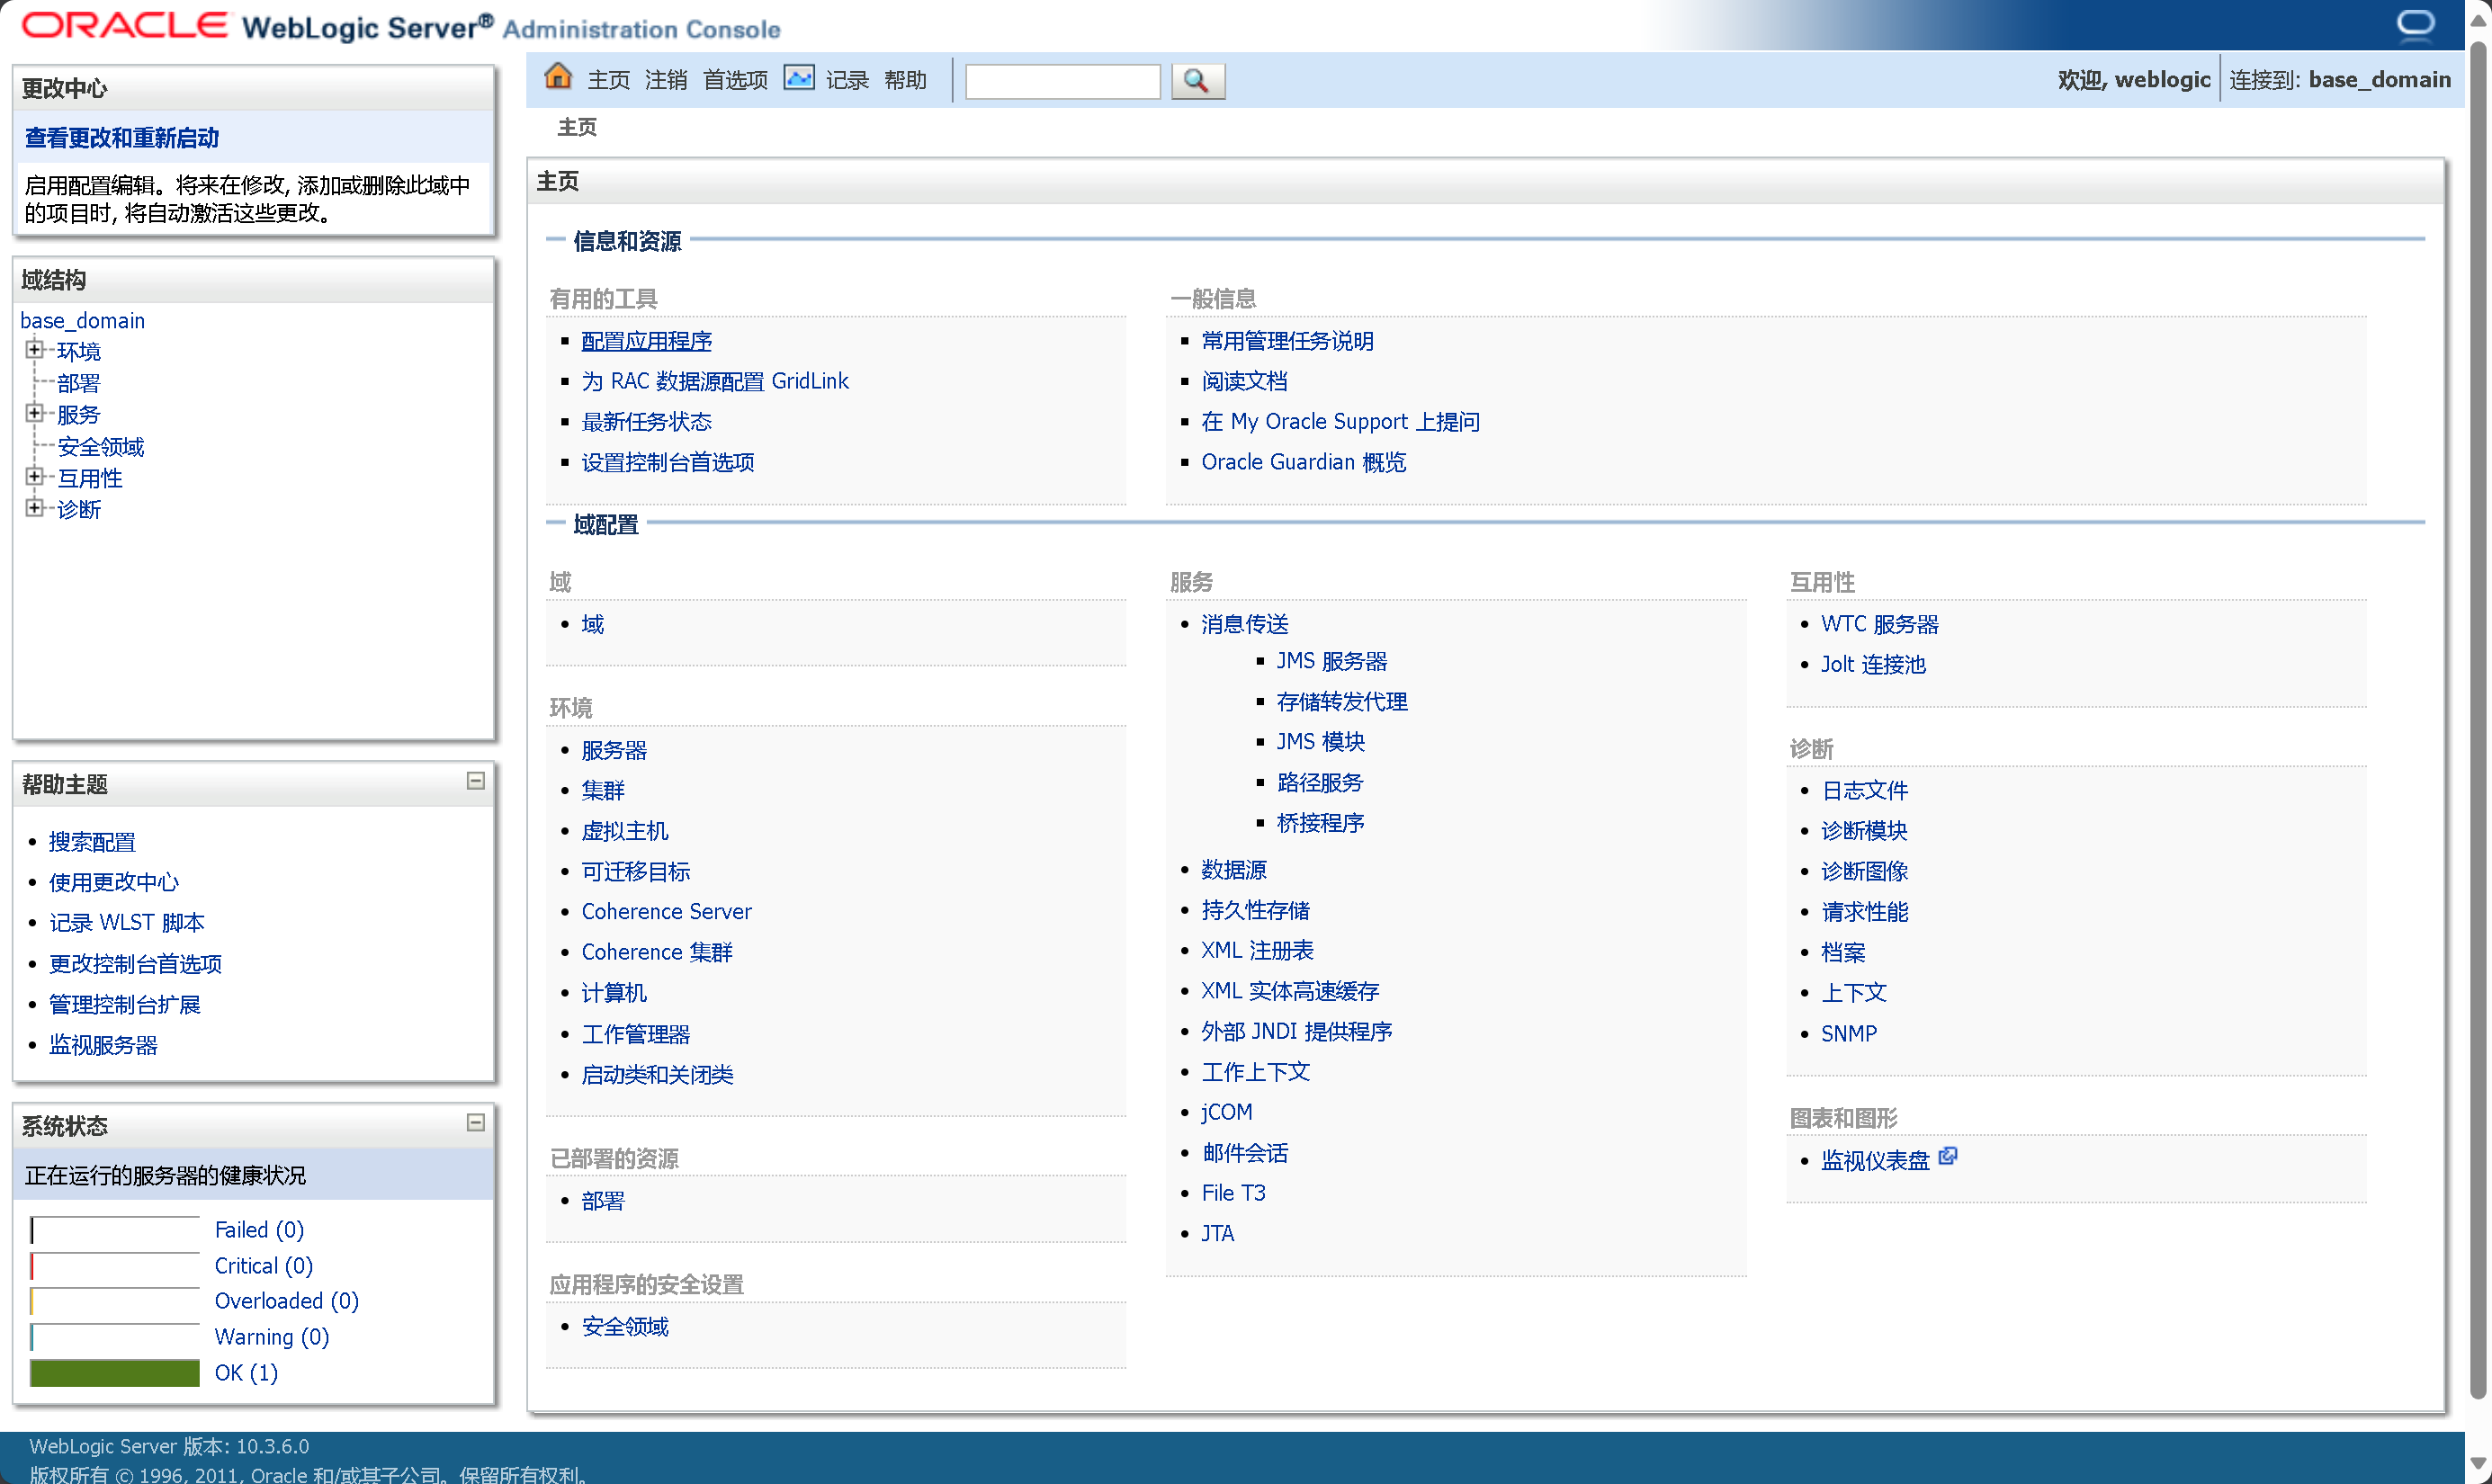 ORACLE WebLogic Server® Administration Console
更改中心
查看更改和重新启动
启用配置编辑。将来在修改, 添加或删除此域中
的项目时, 将自动激活这些更改。
域结构
base_domain
环境
部署
服务
安全领域
互用性
诊断
帮助主题
搜索配置
使用更改中心
记录 WLST 脚本
更改控制台首选项
管理控制台扩展
监视服务器
系统状态
正在运行的服务器的健康状况
Failed (0)
Critical (0)
Overloaded (0)
Warning (0)
OK (1)
主页 注销 首选项 记录 帮助
欢迎, weblogic 连接到: base_domain
主页
主页
信息和资源
有用的工具
配置应用程序
为 RAC 数据源配置 GridLink
最新任务状态
设置控制台首选项
一般信息
常用管理任务说明
阅读文档
在 My Oracle Support 上提问
Oracle Guardian 概览
域配置
域
域
环境
服务器
集群
虚拟主机
可迁移目标
Coherence Server
Coherence 集群
计算机
工作管理器
启动类和关闭类
已部署的资源
部署
应用程序的安全设置
安全领域
服务
消息传送
JMS 服务器
存储转发代理
JMS 模块
路径服务
桥接程序
数据源
持久性存储
XML 注册表
XML 实体高速缓存
外部 JNDI 提供程序
工作上下文
jCOM
邮件会话
File T3
JTA
互用性
WTC 服务器
Jolt 连接池
诊断
日志文件
诊断模块
诊断图像
请求性能
档案
上下文
SNMP
图表和图形
监视仪表盘
WebLogic Server 版本: 10.3.6.0
版权所有 © 1996, 2011, Oracle 和/或其子公司。保留所有权利。